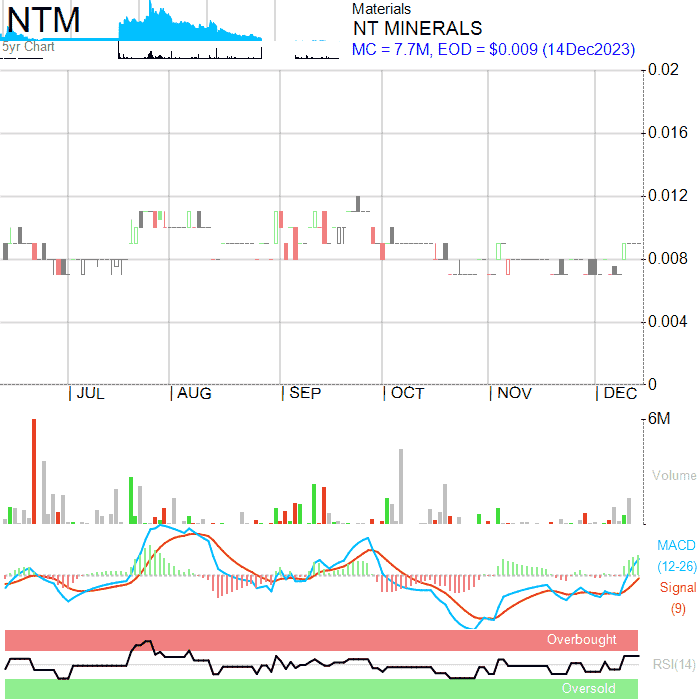 NTM
5yr Chart
Materials
NT MINERALS
MC = 7.7M, EOD = $0.009 (14Dec2023)
0.02
0.016
0.012
0.008
0.004
0
JUL
AUG
SEP
OCT
NOV
DEC
6M
Volume
MACD
(12-26)
Signal
(9)
Overbought
RSI(14)
Oversold